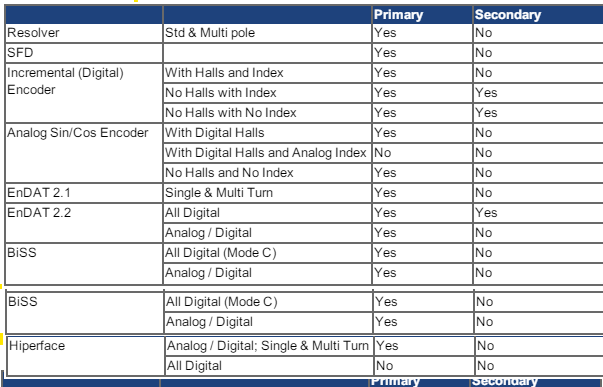 Primary Secondary
Resolver Std & Multi pole Yes No
SFD Yes No
Incremental (Digital) With Halls and Index Yes No
Encoder No Halls with Index Yes Yes
No Halls with No Index Yes Yes
Analog Sin/Cos Encoder With Digital Halls Yes No
With Digital Halls and Analog Index No No
No Halls and No Index Yes No
EnDAT 2.1 Single & Multi Turn Yes No
EnDAT 2.2 All Digital Yes Yes
Analog / Digital Yes No
BiSS All Digital (Mode C) Yes No
Analog / Digital Yes No
BiSS All Digital (Mode C) Yes No
Analog / Digital Yes No
Hiperface Analog / Digital; Single & Multi Turn Yes No
All Digital No No
Primary Secondary